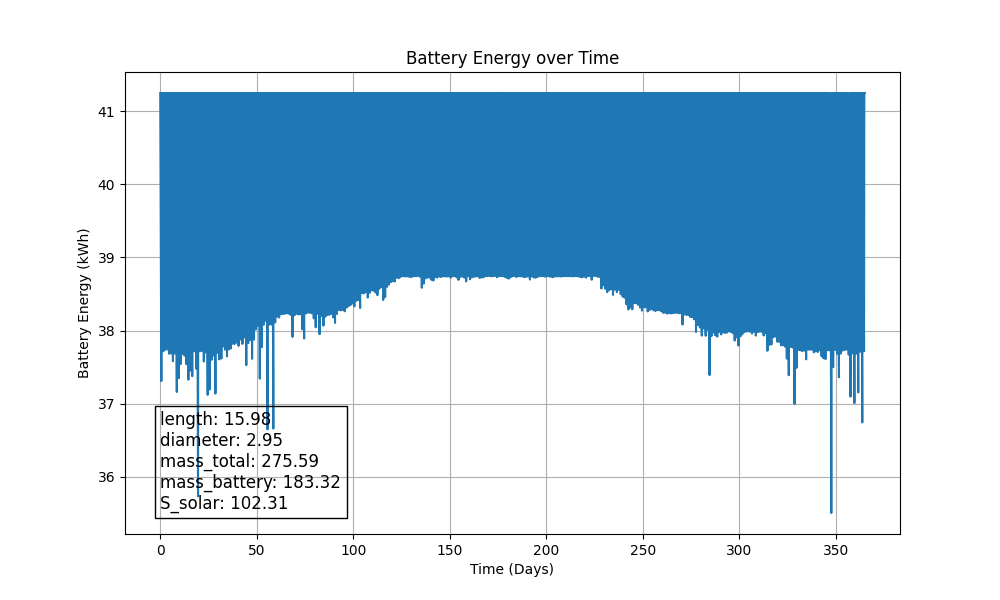 Battery Energy over Time
Battery Energy (kWh)
41
40
39
38
37
36
length: 15.98
diameter: 2.95
mass_total: 275.59
mass_battery: 183.32
S_solar: 102.31
0 50 100 150 200 250 300 350
Time (Days)